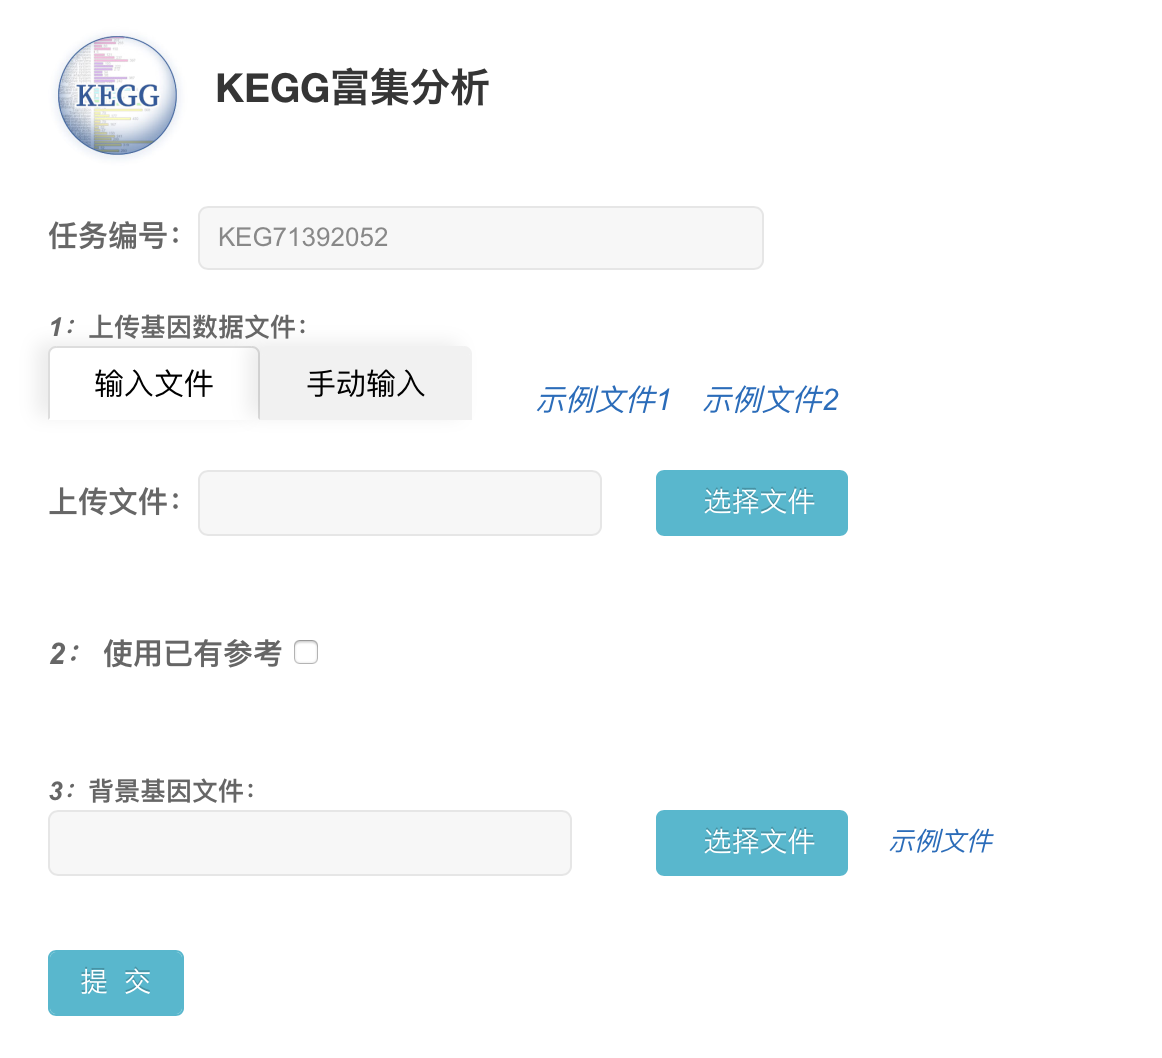 KEGG
KEGG富集分析
任务编号：
KEG71392052
1：上传基因数据文件：
输入文件
手动输入
示例文件1
示例文件2
上传文件：
选择文件
2： 使用已有参考
3：背景基因文件：
选择文件
示例文件
提 交